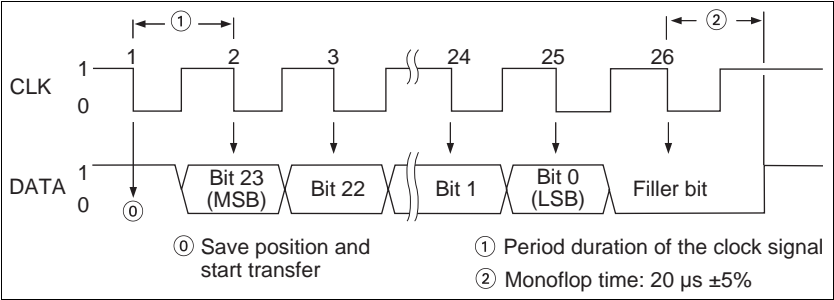 ① ②
1 2 3 24 25 26
CLK 1
0
DATA 1
0
Bit 23
(MSB)
Bit 22
Bit 1
Bit 0
(LSB)
Filler bit
⓪
⓪ Save position and
start transfer
① Period duration of the clock signal
② Monoflop time: 20 µs ±5%